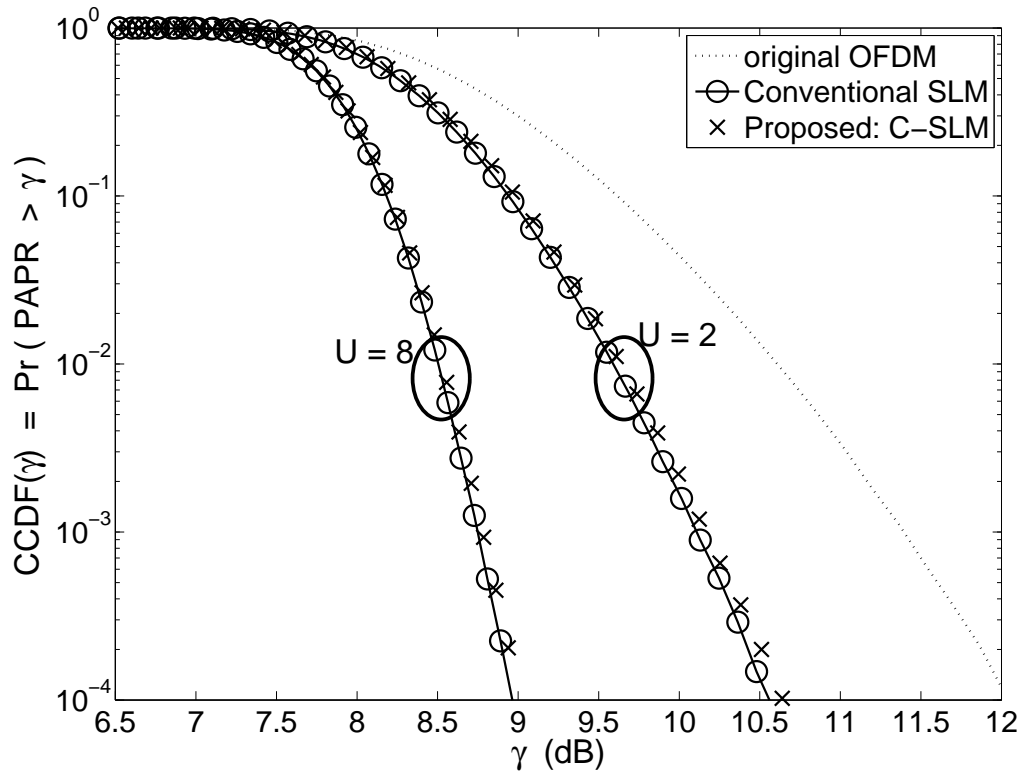 original OFDM
Conventional SLM
Proposed: C-SLM
U = 8
U = 2
CCDF(γ) = Pr ( PAPR > γ )
10^0
10^-1
10^-2
10^-3
10^-4
6.5 7 7.5 8 8.5 9 9.5 10 10.5 11 11.5 12
γ (dB)